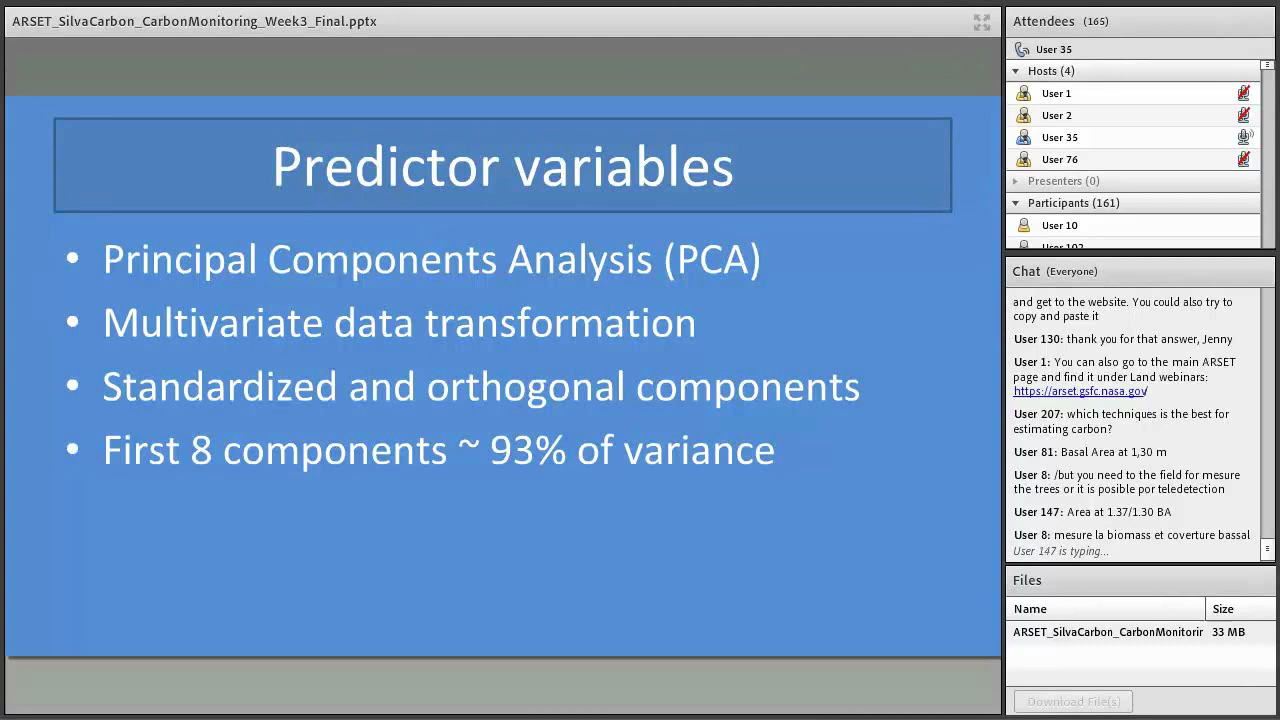 ARSET_SilvaCarbon_CarbonMonitoring_Week3_Final.pptx
Predictor variables
• Principal Components Analysis (PCA)
• Multivariate data transformation
• Standardized and orthogonal components
• First 8 components ~ 93% of variance
Attendees (165)
User 35
Hosts (4)
User 1
User 2
User 35
User 76
Presenters (0)
Participants (161)
User 10
User 102
Chat (Everyone)
and get to the website. You could also try to
copy and paste it
User 130: thank you for that answer, Jenny
User 1: You can also go to the main ARSET
page and find it under Land webinars:
https://arset.gsfc.nasa.gov/
User 207: which techniques is the best for
estimating carbon?
User 81: Basal Area at 1,30 m
User 8: /but you need to the field for mesure
the trees or it is posible por teledetection
User 147: Area at 1.37/1.30 BA
User 8: mesure la biomass et coverture bassal
User 147 is typing...
Files
Name Size
ARSET_SilvaCarbon_CarbonMonitorir 33 MB
Download File(s)